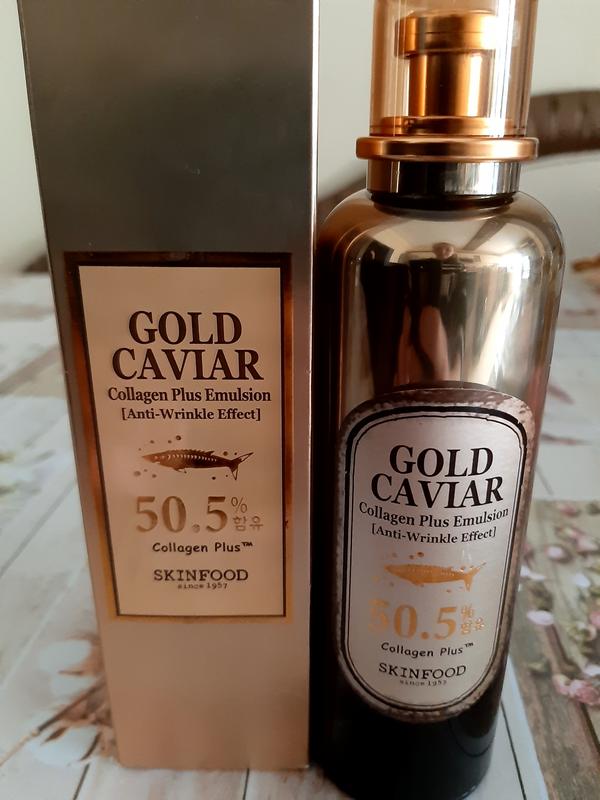 GOLD
CAVIAR
Collagen Plus Emulsion
[Anti-Wrinkle Effect]
50.5% 함유
Collagen Plus™
SKINFOOD
since 1957
GOLD
CAVIAR
Collagen Plus Emulsion
[Anti-Wrinkle Effect]
50.5% 함유
Collagen Plus™
SKINFOOD
since 1957